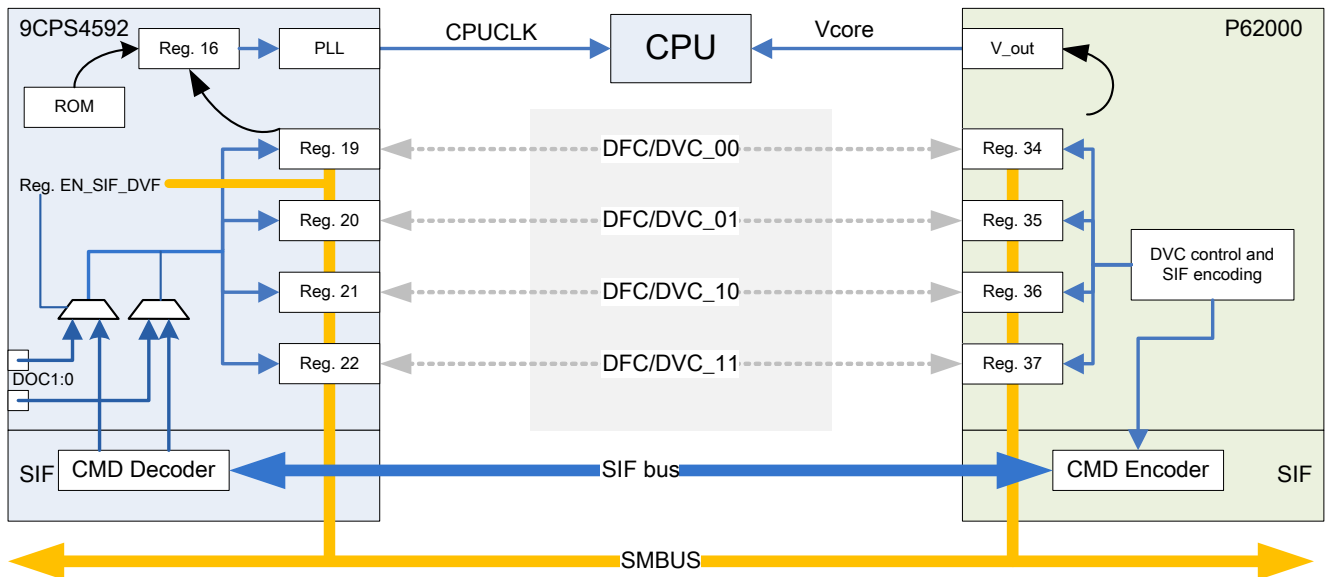 9CPS4592
P62000
Reg. 16
PLL
CPUCLK
CPU
Vcore
V_out
ROM
Reg. 19
DFC/DVC_00
Reg. 34
Reg. EN_SIF_DVF
Reg. 20
DFC/DVC_01
Reg. 35
DVC control and
SIF encoding
Reg. 21
DFC/DVC_10
Reg. 36
Reg. 22
DFC/DVC_11
Reg. 37
DOC1:0
SIF
CMD Decoder
SIF bus
CMD Encoder
SIF
SMBUS